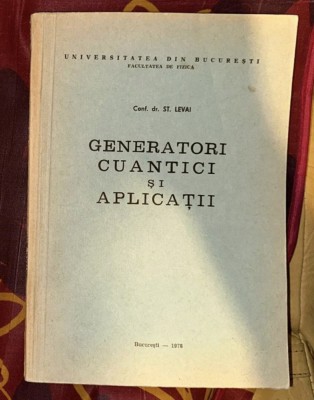 UNIVERSITATEA DIN BUCUREȘTI
FACULTATEA DE FIZICĂ
Conf. dr. ST. LEVAI
GENERATORI
CUANTICI
ȘI
APLICAȚII
București — 1978